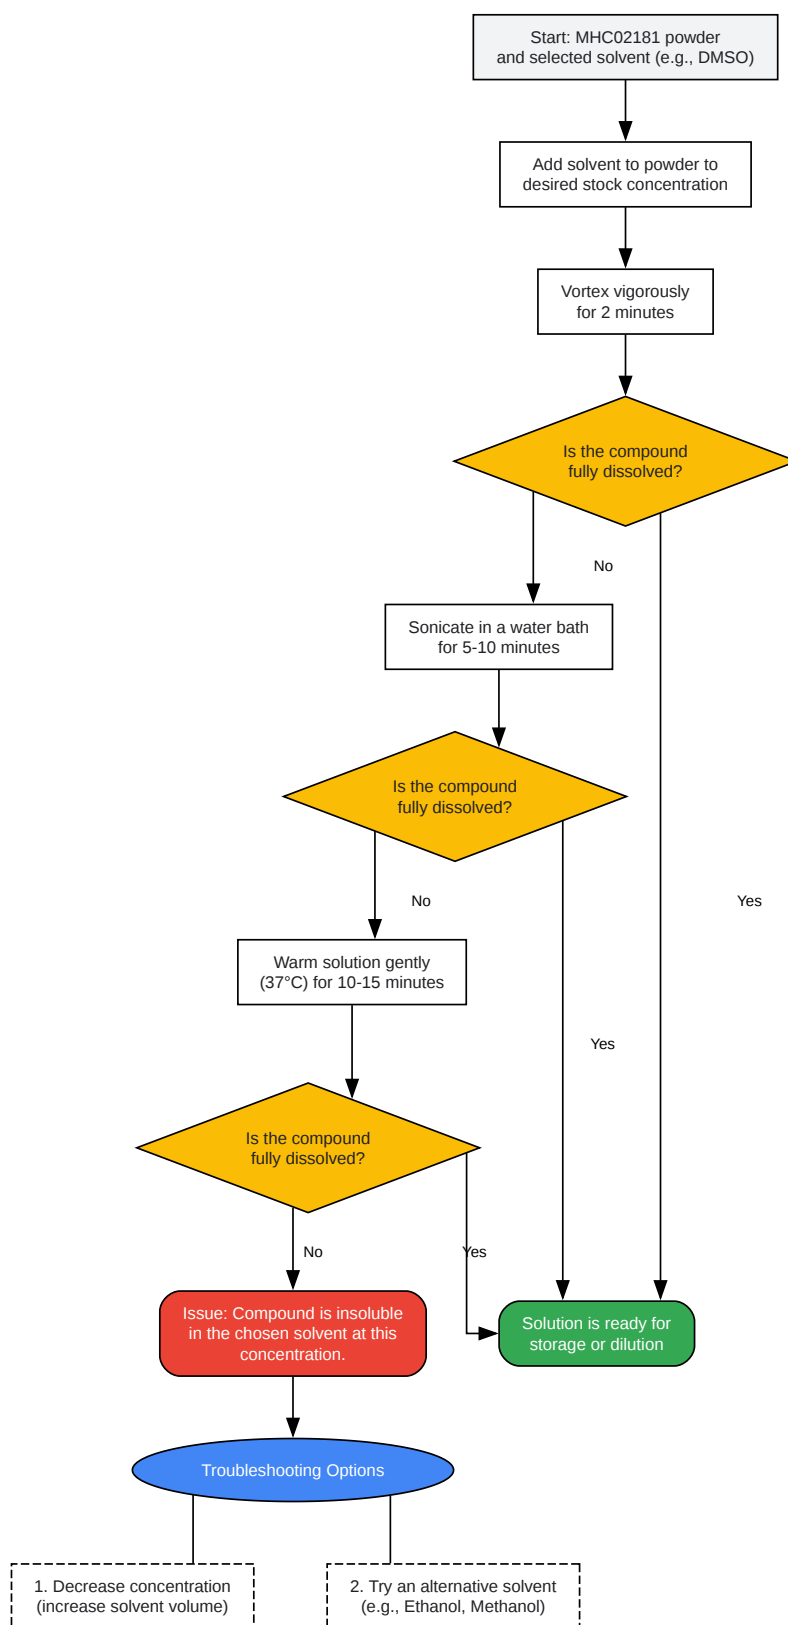 Start: MHC02181 powder
and selected solvent (e.g., DMSO)
Add solvent to powder to
desired stock concentration
Vortex vigorously
for 2 minutes
Is the compound
fully dissolved?
No
Sonicate in a water bath
for 5-10 minutes
Is the compound
fully dissolved?
No
Yes
Warm solution gently
(37°C) for 10-15 minutes
Yes
Is the compound
fully dissolved?
No
Yes
Issue: Compound is insoluble
in the chosen solvent at this
concentration.
Solution is ready for
storage or dilution
Troubleshooting Options
1. Decrease concentration
(increase solvent volume)
2. Try an alternative solvent
(e.g., Ethanol, Methanol)